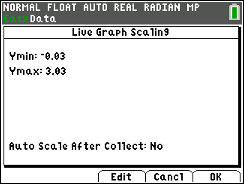 NORMAL FLOAT AUTO REAL RADIAN MP
Data
Live Graph Scaling
Ymin: -0.03
Ymax: 3.03
Auto Scale After Collect: No
Edit Cancl OK